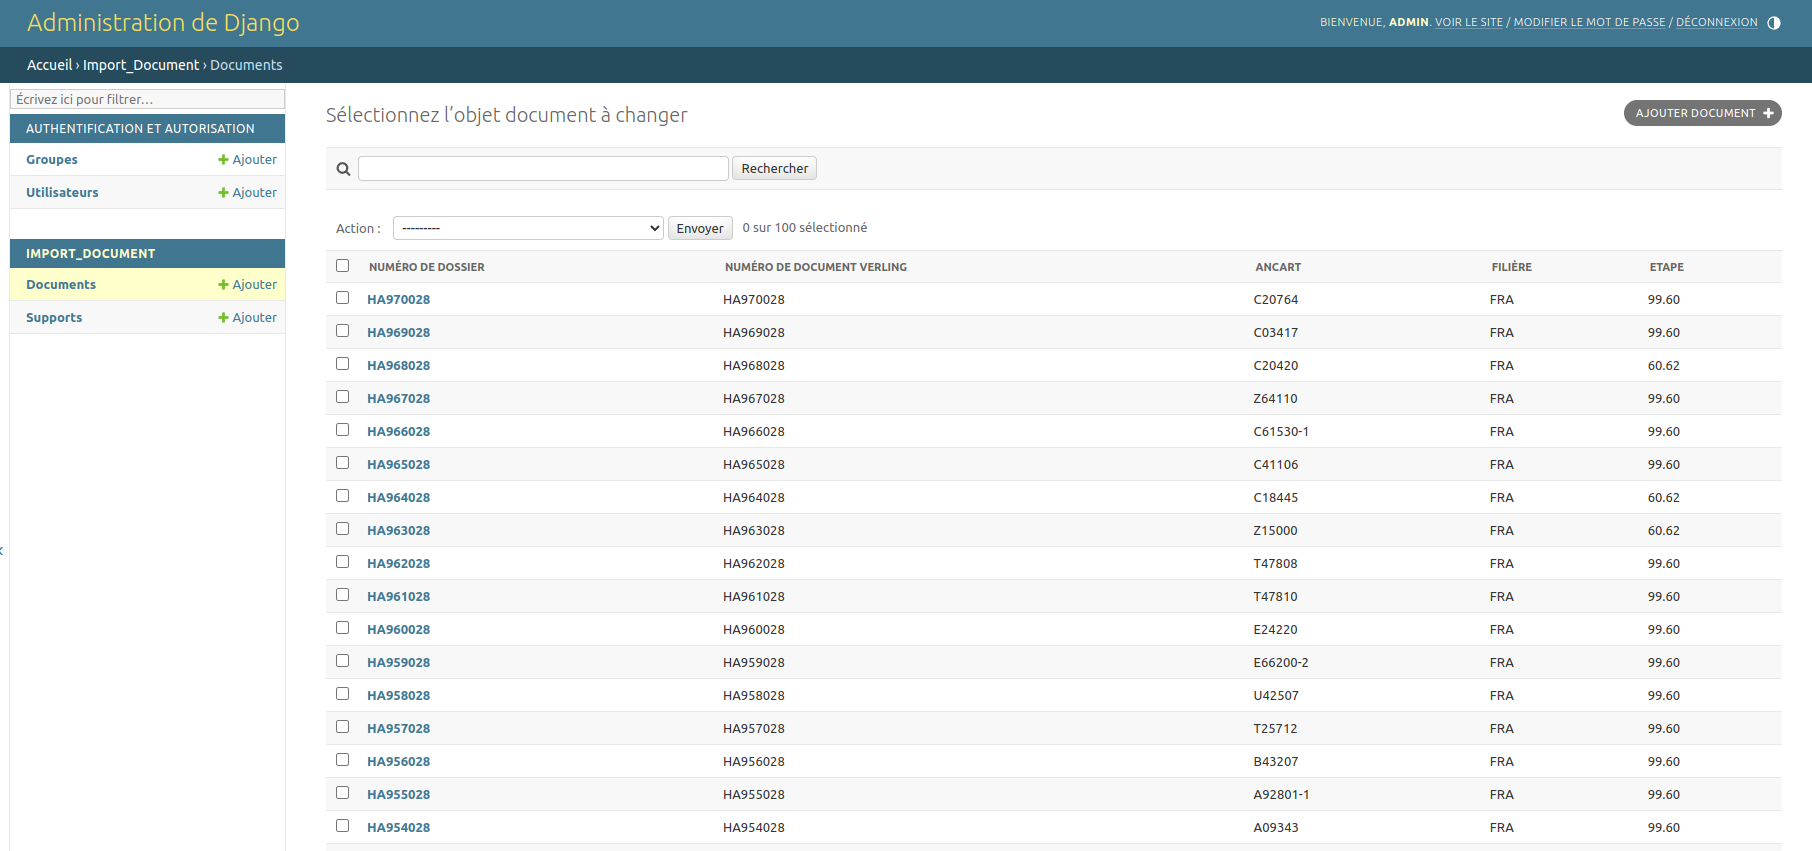 Administration de Django
BIENVENUE, ADMIN. VOIR LE SITE / MODIFIER LE MOT DE PASSE / DÉCONNEXION
Accueil › Import_Document › Documents
Écrivez ici pour filtrer…
AUTHENTIFICATION ET AUTORISATION
Groupes Ajouter
Utilisateurs Ajouter
IMPORT_DOCUMENT
Documents Ajouter
Supports Ajouter
Sélectionnez l’objet document à changer
AJOUTER DOCUMENT
Rechercher
Action : --------- Envoyer 0 sur 100 sélectionné
NUMÉRO DE DOSSIER NUMÉRO DE DOCUMENT VERLING ANCART FILIÈRE ETAPE
HA970028 HA970028 C20764 FRA 99.60
HA969028 HA969028 C03417 FRA 99.60
HA968028 HA968028 C20420 FRA 60.62
HA967028 HA967028 Z64110 FRA 99.60
HA966028 HA966028 C61530-1 FRA 99.60
HA965028 HA965028 C41106 FRA 99.60
HA964028 HA964028 C18445 FRA 60.62
HA963028 HA963028 Z15000 FRA 60.62
HA962028 HA962028 T47808 FRA 99.60
HA961028 HA961028 T47810 FRA 99.60
HA960028 HA960028 E24220 FRA 99.60
HA959028 HA959028 E66200-2 FRA 99.60
HA958028 HA958028 U42507 FRA 99.60
HA957028 HA957028 T25712 FRA 99.60
HA956028 HA956028 B43207 FRA 99.60
HA955028 HA955028 A92801-1 FRA 99.60
HA954028 HA954028 A09343 FRA 99.60